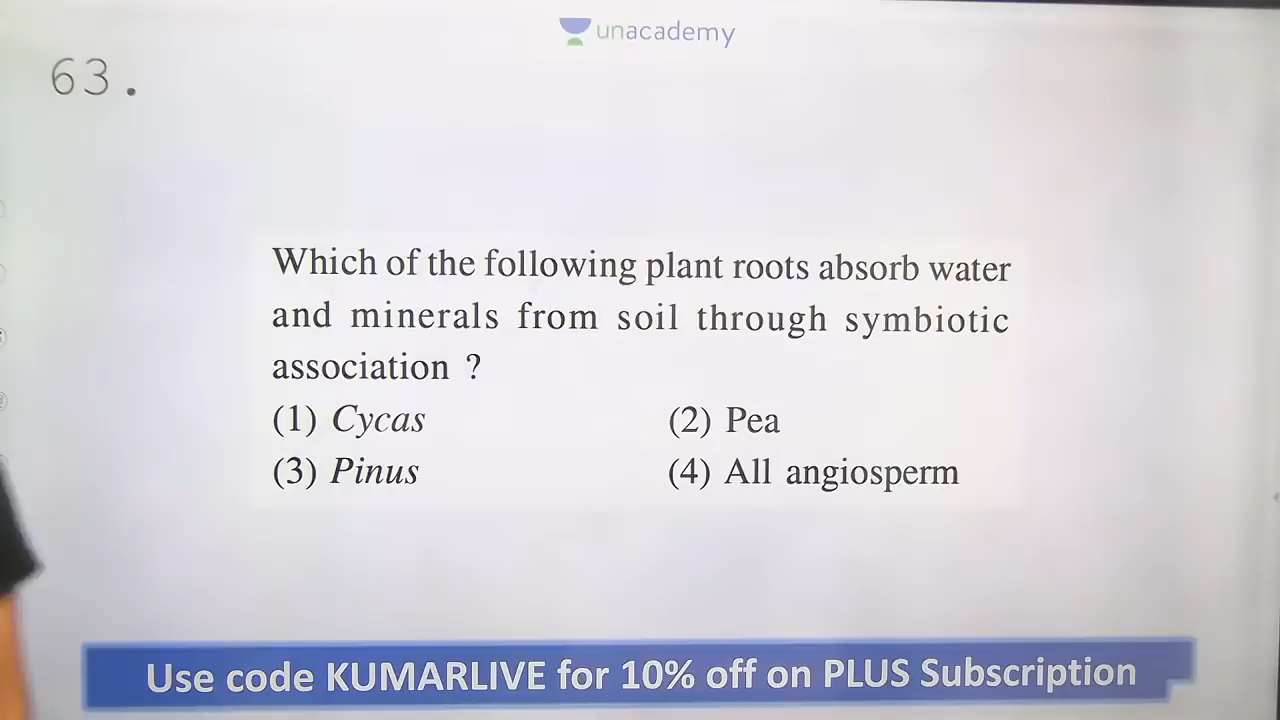 unacademy
63.
Which of the following plant roots absorb water
and minerals from soil through symbiotic
association ?
(1) Cycas (2) Pea
(3) Pinus (4) All angiosperm
Use code KUMARLIVE for 10% off on PLUS Subscription